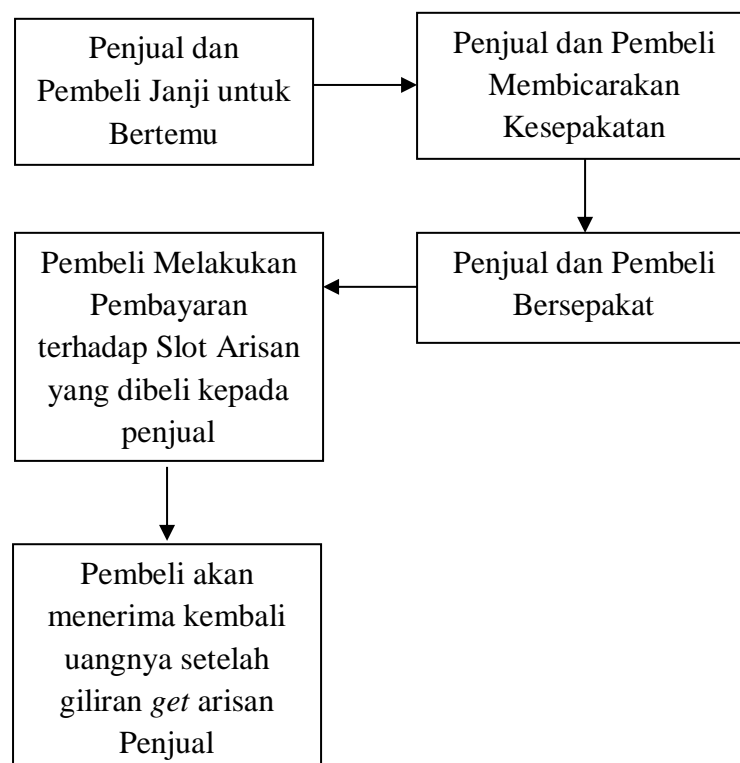 Penjual dan
Pembeli Janji untuk
Bertemu
Penjual dan Pembeli
Membicarakan
Kesepakatan
Penjual dan Pembeli
Bersepakat
Pembeli Melakukan
Pembayaran
terhadap Slot Arisan
yang dibeli kepada
penjual
Pembeli akan
menerima kembali
uangnya setelah
giliran get arisan
Penjual